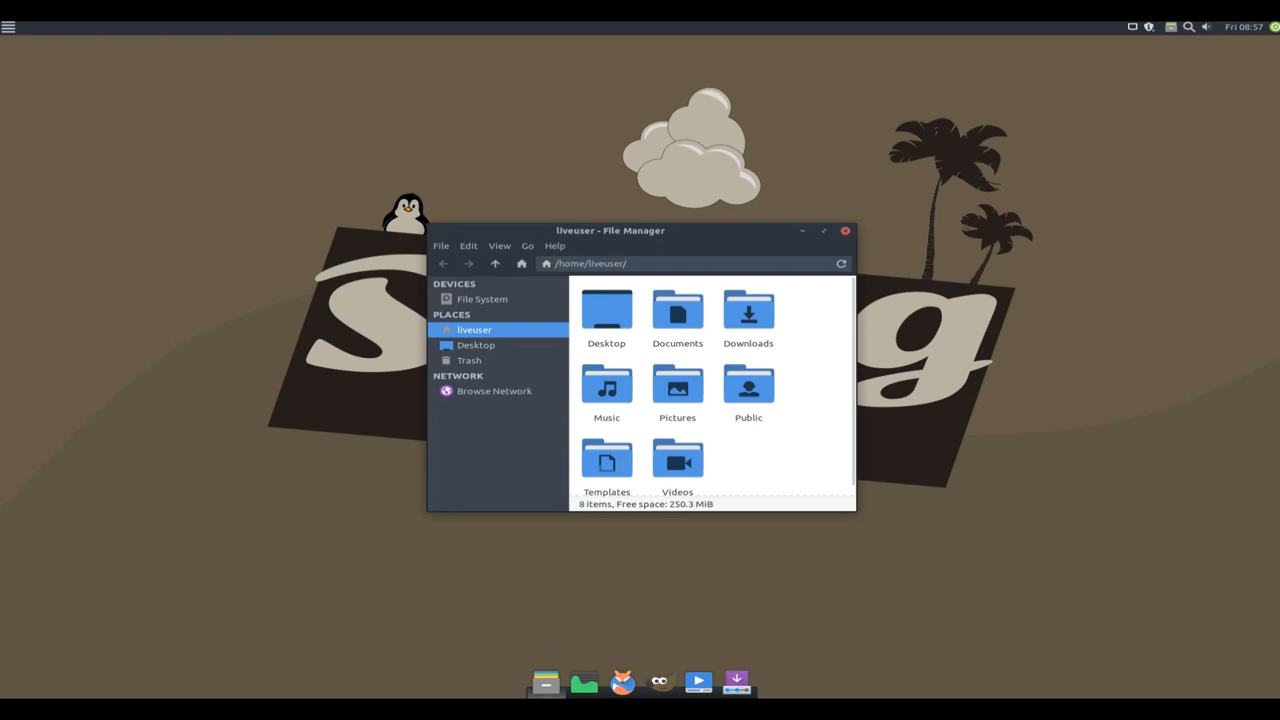 Fri 08:57
liveuser - File Manager
File Edit View Go Help
/home/liveuser/
DEVICES
File System
PLACES
liveuser
Desktop
Trash
NETWORK
Browse Network
Desktop Documents Downloads
Music Pictures Public
Templates Videos
8 items, Free space: 250.3 MiB
S g